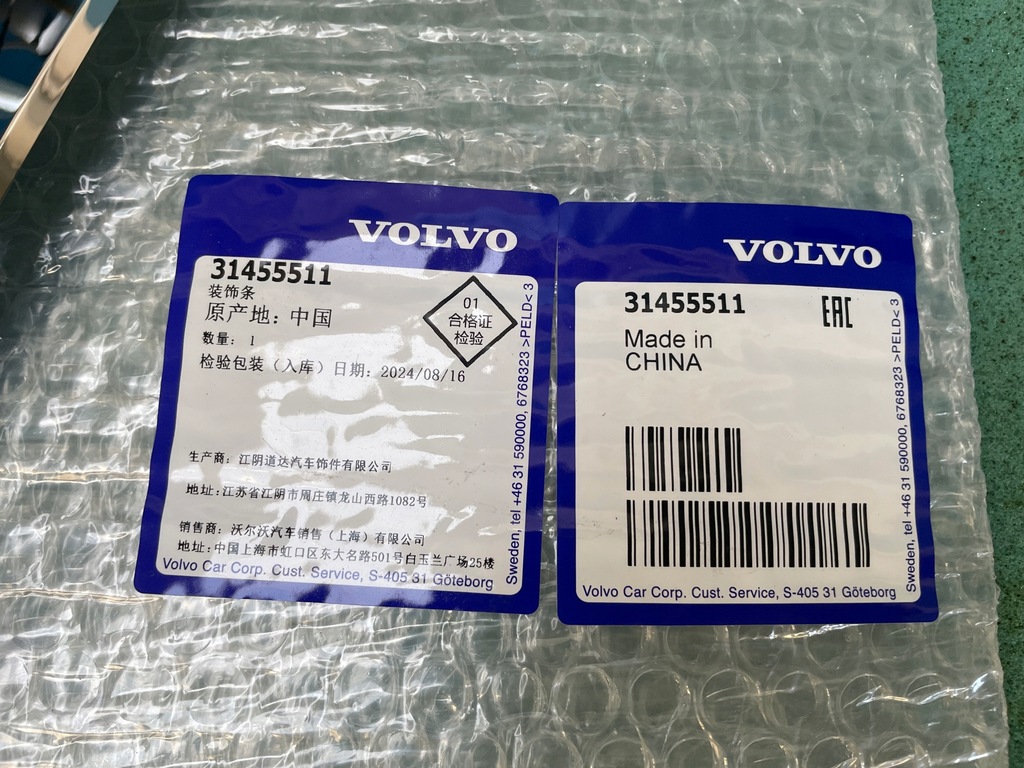 VOLVO
31455511
装饰条
原产地：中国
数量：1
检验包装（入库）日期：2024/08/16
01
合格证
检验
生产商：江阴道达汽车饰件有限公司
地址：江苏省江阴市周庄镇龙山西路1082号
销售商：沃尔沃汽车销售（上海）有限公司
地址：中国上海市虹口区东大名路501号白玉兰广场25楼
Volvo Car Corp. Cust. Service, S-405 31 Göteborg
Sweden, tel +46 31 590000, 6768323 >PELD< 3
VOLVO
31455511
EAC
Made in
CHINA
Volvo Car Corp. Cust. Service, S-405 31 Göteborg
Sweden, tel +46 31 590000, 6768323 >PELD< 3